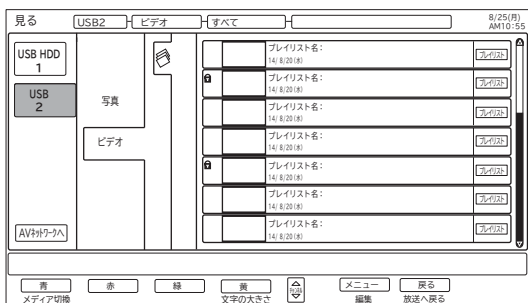 見る
USB2
ビデオ
すべて
8/25(月)
AM10:55
USB HDD
1
USB
2
AVネットワークへ
写真
ビデオ
プレイリスト名：
14/ 8/20(水)
プレイリスト
プレイリスト名：
14/ 8/20(水)
プレイリスト
プレイリスト名：
14/ 8/20(水)
プレイリスト
プレイリスト名：
14/ 8/20(水)
プレイリスト
プレイリスト名：
14/ 8/20(水)
プレイリスト
プレイリスト名：
14/ 8/20(水)
プレイリスト
プレイリスト名：
14/ 8/20(水)
プレイリスト
青
メディア切換
赤
緑
黄
文字の大きさ
チャンネル
メニュー
編集
戻る
放送へ戻る